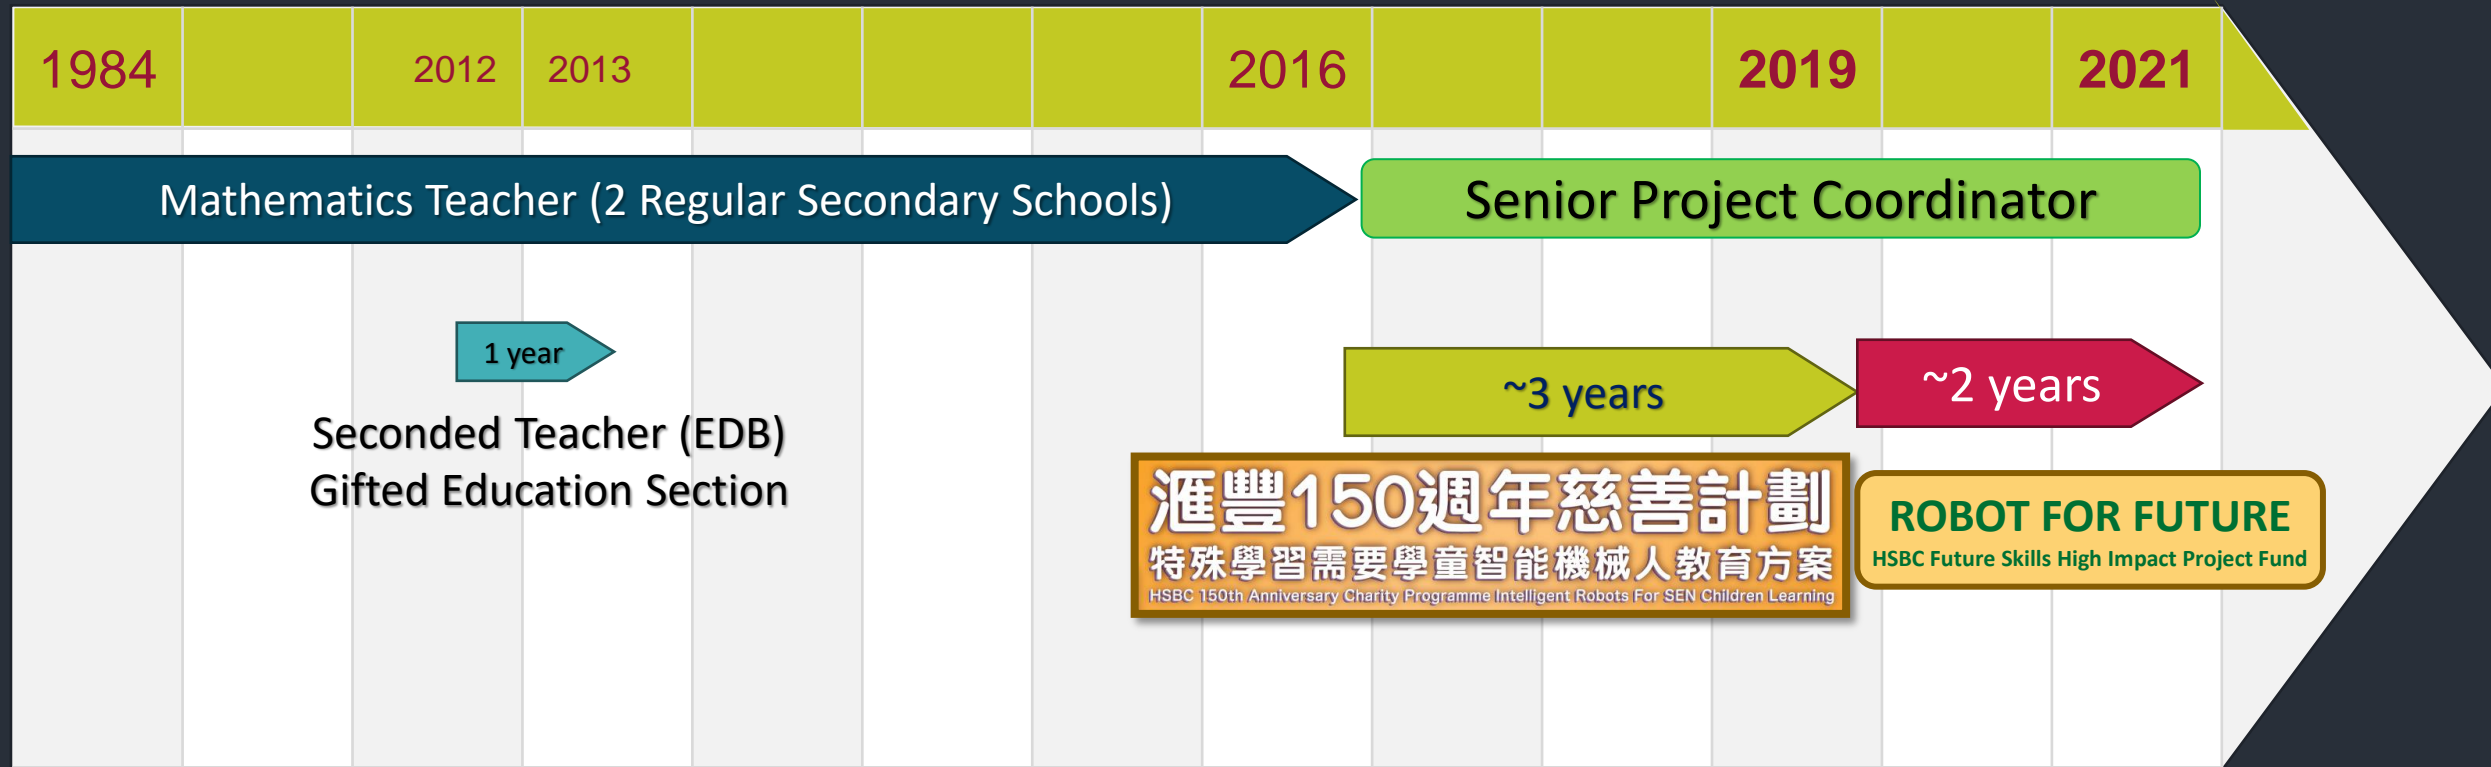 1984 2012 2013 2016 2019 2021
Mathematics Teacher (2 Regular Secondary Schools)
Senior Project Coordinator
1 year
Seconded Teacher (EDB)
Gifted Education Section
~3 years
~2 years
滙豐150週年慈善計劃
特殊學習需要學童智能機械人教育方案
HSBC 150th Anniversary Charity Programme Intelligent Robots For SEN Children Learning
ROBOT FOR FUTURE
HSBC Future Skills High Impact Project Fund